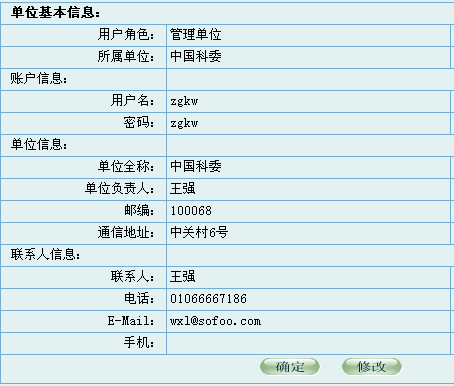 单位基本信息：
用户角色： 管理单位
所属单位： 中国科委
账户信息：
用户名： zgkw
密码： zgkw
单位信息：
单位全称： 中国科委
单位负责人： 王强
邮编： 100068
通信地址： 中关村6号
联系人信息：
联系人： 王强
电话： 01066667186
E-Mail： wxl@sofoo.com
手机：
确定 修改